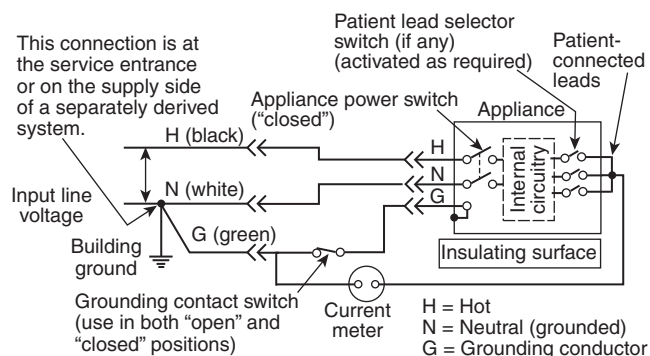 This connection is at
the service entrance
or on the supply side
of a separately derived
system.
Patient lead selector
switch (if any)
(activated as required)
Patient-
connected
leads
Appliance power switch
("closed")
Appliance
H (black)
H
N (white)
N
G
Internal
circuitry
Input line
voltage
G (green)
Building
ground
Insulating surface
Grounding contact switch
(use in both "open" and
"closed" positions)
Current
meter
H = Hot
N = Neutral (grounded)
G = Grounding conductor